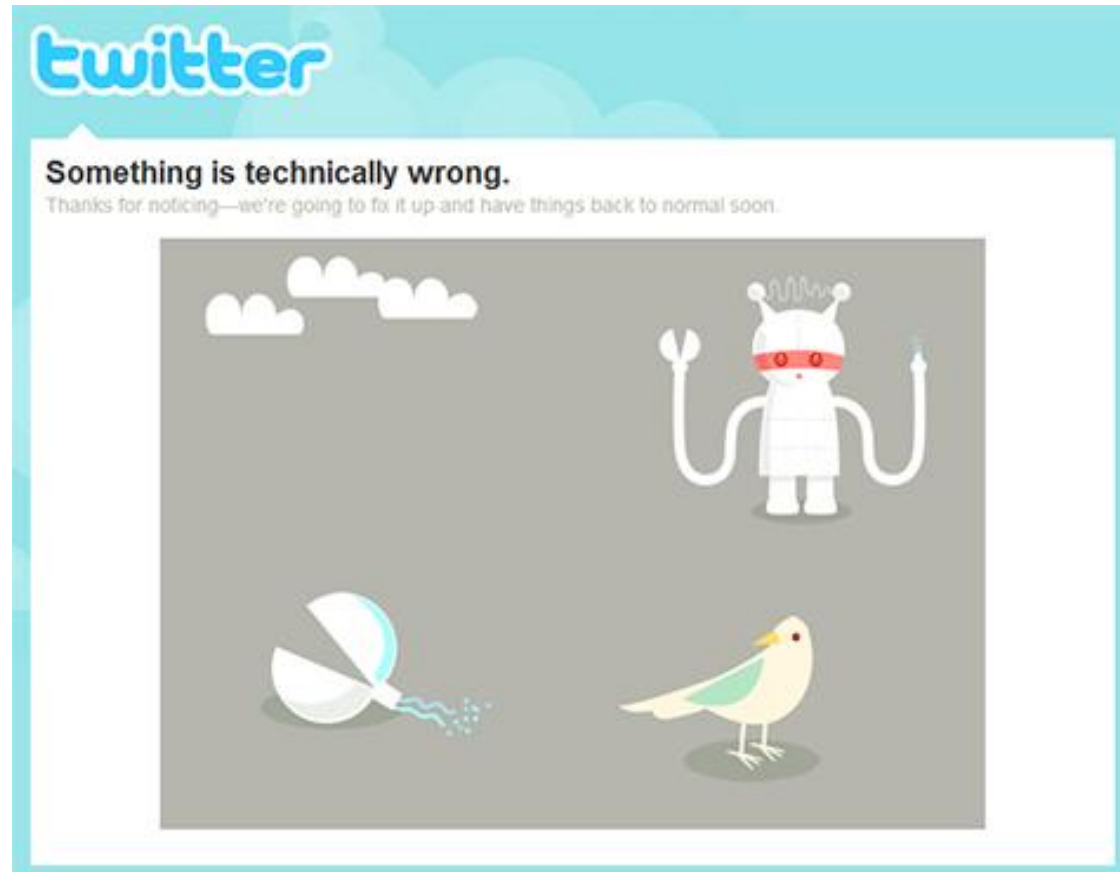 twitter
Something is technically wrong.
Thanks for noticing—we're going to fix it up and have things back to normal soon.